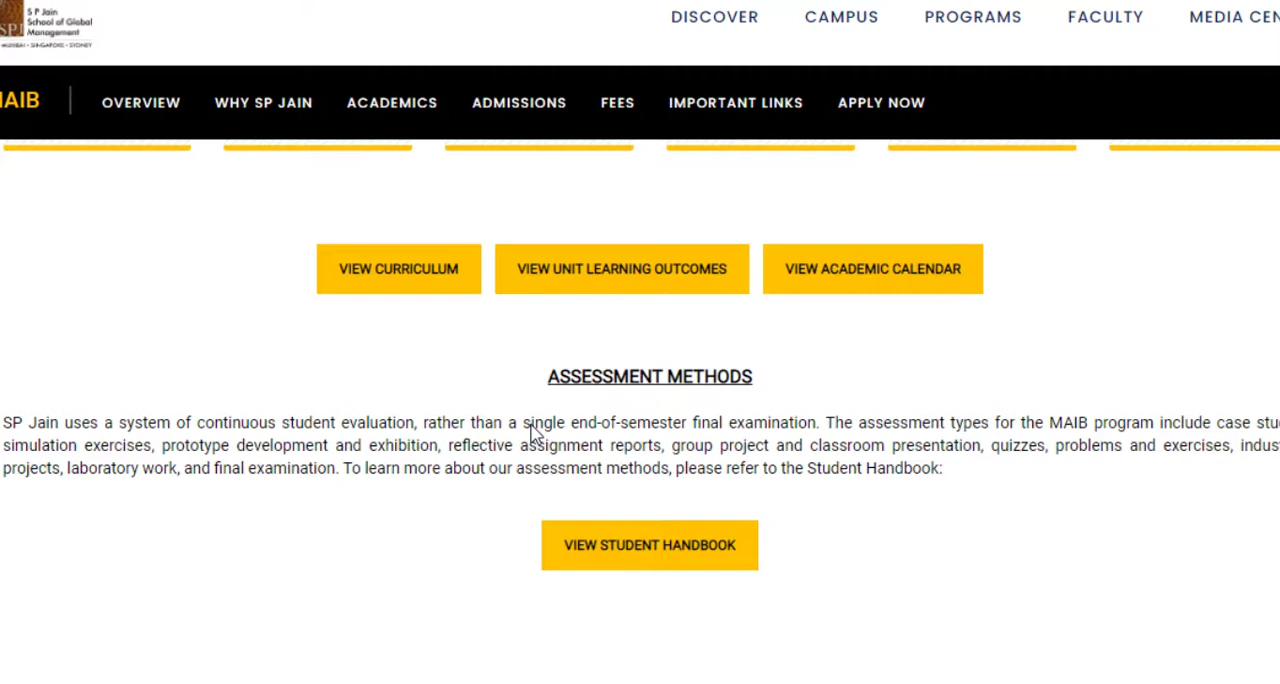 S P Jain
School of Global
Management
MUMBAI • SINGAPORE • SYDNEY
DISCOVER CAMPUS PROGRAMS FACULTY MEDIA CEN
MAIB OVERVIEW WHY SP JAIN ACADEMICS ADMISSIONS FEES IMPORTANT LINKS APPLY NOW
VIEW CURRICULUM VIEW UNIT LEARNING OUTCOMES VIEW ACADEMIC CALENDAR
ASSESSMENT METHODS
SP Jain uses a system of continuous student evaluation, rather than a single end-of-semester final examination. The assessment types for the MAIB program include case stu
simulation exercises, prototype development and exhibition, reflective assignment reports, group project and classroom presentation, quizzes, problems and exercises, indus
projects, laboratory work, and final examination. To learn more about our assessment methods, please refer to the Student Handbook:
VIEW STUDENT HANDBOOK